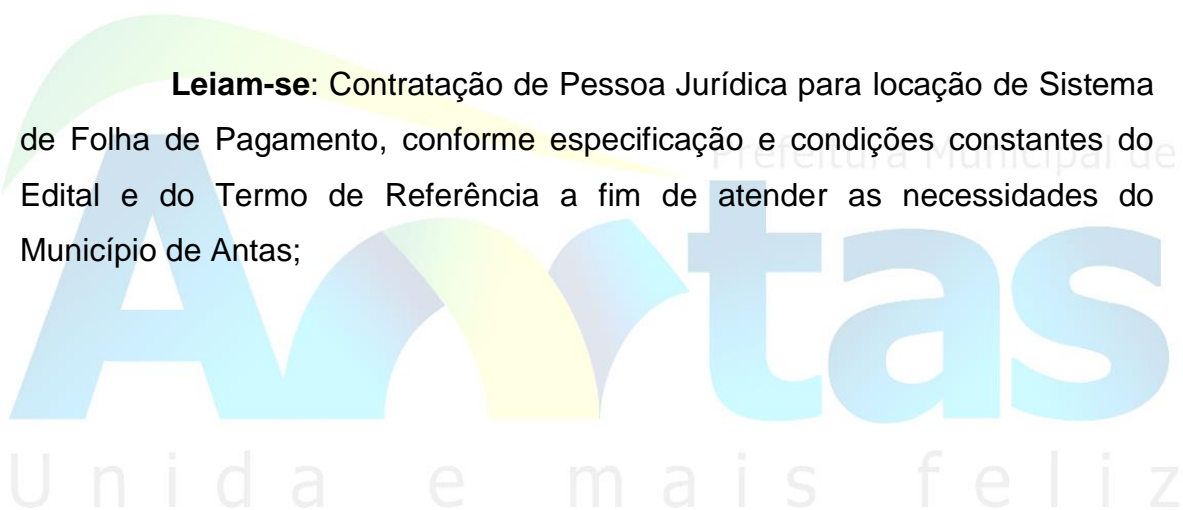 Leiam-se: Contratação de Pessoa Jurídica para locação de Sistema
de Folha de Pagamento, conforme especificação e condições constantes do
Prefeitura Municipal de
Edital e do Termo de Referência a fim de atender as necessidades do
Município de Antas;
Antas
Unida e mais feliz